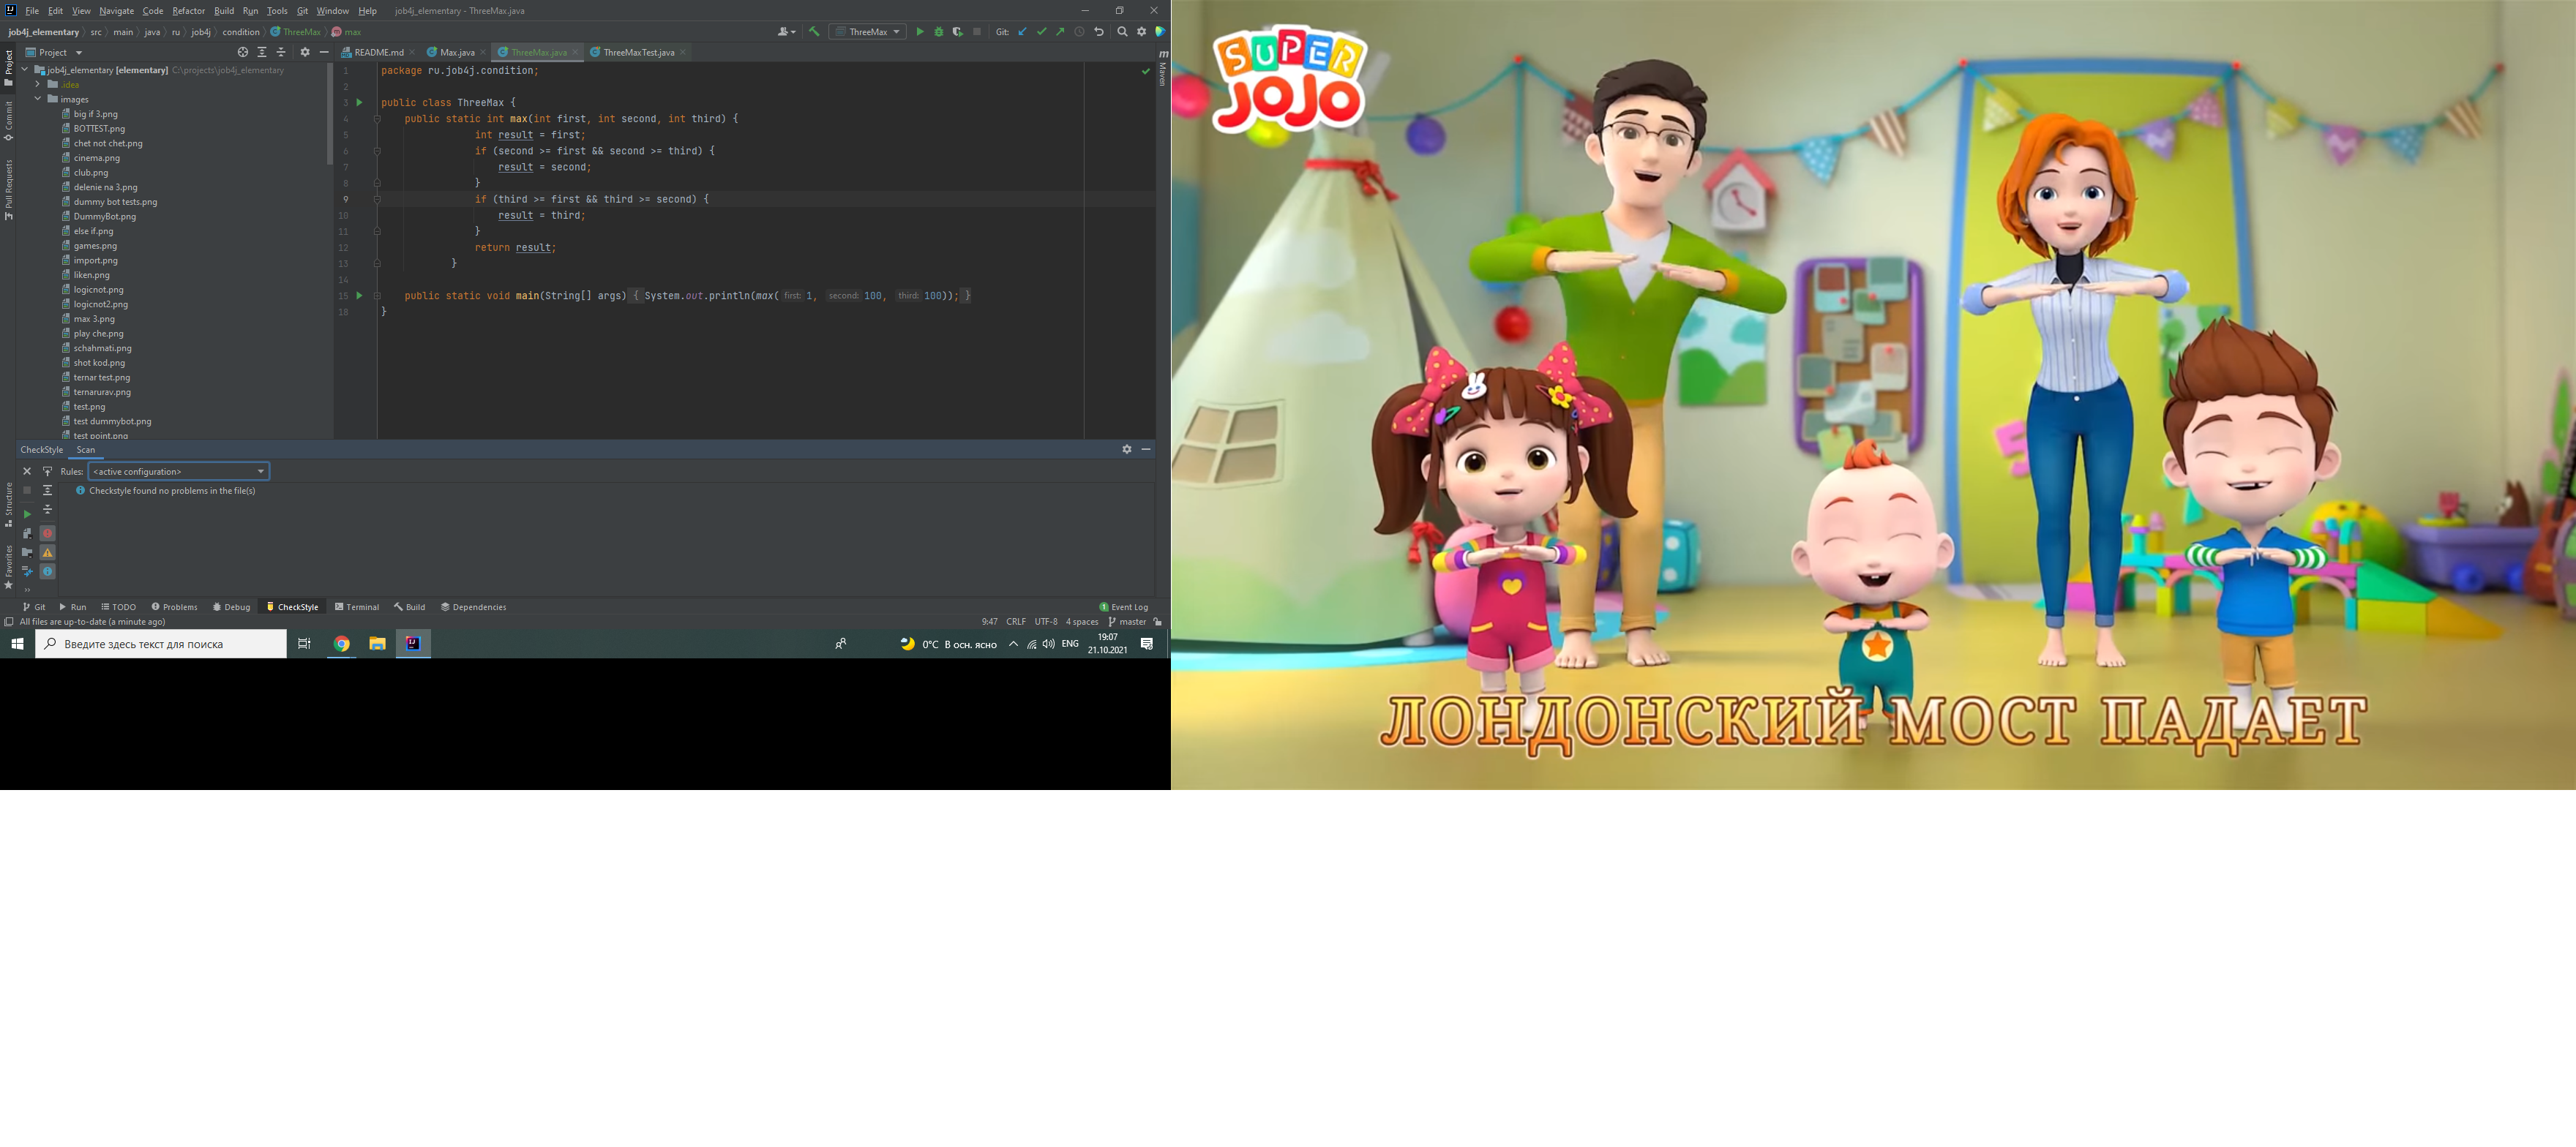 File Edit View Navigate Code Refactor Build Run Tools Git Window Help job4j_elementary - ThreeMax.java
job4j_elementary src main java ru job4j condition ThreeMax max
ThreeMax Git:
Project
README.md Max.java ThreeMax.java ThreeMaxTest.java
job4j_elementary [elementary] C:\projects\job4j_elementary
.idea
images
big if 3.png
BOTTEST.png
chet not chet.png
cinema.png
club.png
delenie na 3.png
dummy bot tests.png
DummyBot.png
else if.png
games.png
import.png
liken.png
logicnot.png
logicnot2.png
max 3.png
play che.png
schahmati.png
shot kod.png
ternar test.png
ternarurav.png
test.png
test dummybot.png
test point.png
1 package ru.job4j.condition;
2
3 public class ThreeMax {
4 public static int max(int first, int second, int third) {
5 int result = first;
6 if (second >= first && second >= third) {
7 result = second;
8 }
9 if (third >= first && third >= second) {
10 result = third;
11 }
12 return result;
13 }
14
15 public static void main(String[] args) { System.out.println(max( first: 1, second: 100, third: 100)); }
18 }
Project
Commit
Pull Requests
Structure
Favorites
m
Maven
CheckStyle Scan
Rules: <active configuration>
Checkstyle found no problems in the file(s)
Git Run TODO Problems Debug CheckStyle Terminal Build Dependencies 1 Event Log
All files are up-to-date (a minute ago) 9:47 CRLF UTF-8 4 spaces master
Введите здесь текст для поиска
0°C В осн. ясно ENG 19:07
21.10.2021
SUPER
JOJO
ЛОНДОНСКИЙ МОСТ ПАДАЕТ